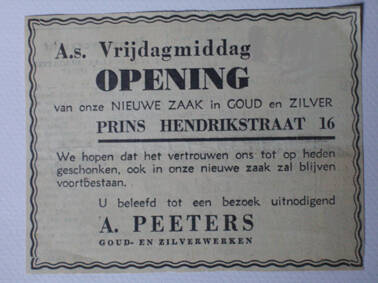 A.s. Vrijdagmiddag
OPENING
van onze NIEUWE ZAAK in GOUD en ZILVER
PRINS HENDRIKSTRAAT 16
We hopen dat het vertrouwen ons tot op heden
geschonken, ook in onze nieuwe zaak zal blijven
voortbestaan.
U beleefd tot een bezoek uitnodigend
A. PEETERS
GOUD- EN ZILVERWERKEN